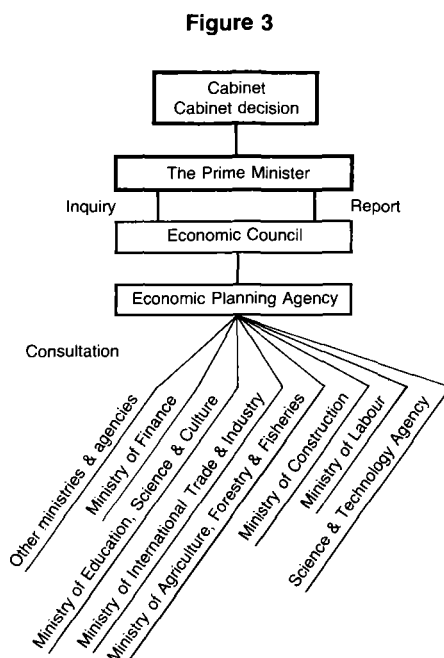 Figure 3
Cabinet
Cabinet decision
The Prime Minister
Inquiry
Report
Economic Council
Economic Planning Agency
Consultation
Other ministries & agencies
Ministry of Finance
Ministry of Education, Science & Culture
Ministry of International Trade & Industry
Ministry of Agriculture, Forestry & Fisheries
Ministry of Construction
Ministry of Labour
Science & Technology Agency